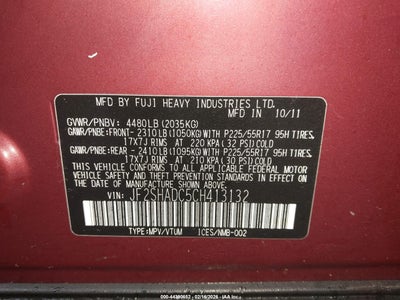 MFD. BY FUJI HEAVY INDUSTRIES LTD.
MADE IN JAPAN 10/11
GVWR/PNBV: 4480LB (2035KG)
GAWR/PNBE:FRONT- 2310LB(1050KG)WITH P225/55R17 95H TIRES,
17X7J RIMS AT 220 KPA( 32 PSI)COLD
GAWR/PNBE:REAR - 2410LB(1095KG)WITH P225/55R17 95H TIRES,
17X7J RIMS AT 210 KPA( 30 PSI)COLD
THIS VEHICLE CONFORMS TO ALL APPLICABLE FEDERAL MOTOR
VEHICLE SAFETY STANDARDS IN EFFECT ON THE DATE OF
MANUFACTURE SHOWN ABOVE.
VIN: JF2SHADC5CH413132
TYPE:MPV/VTUM ICES/NMB-002